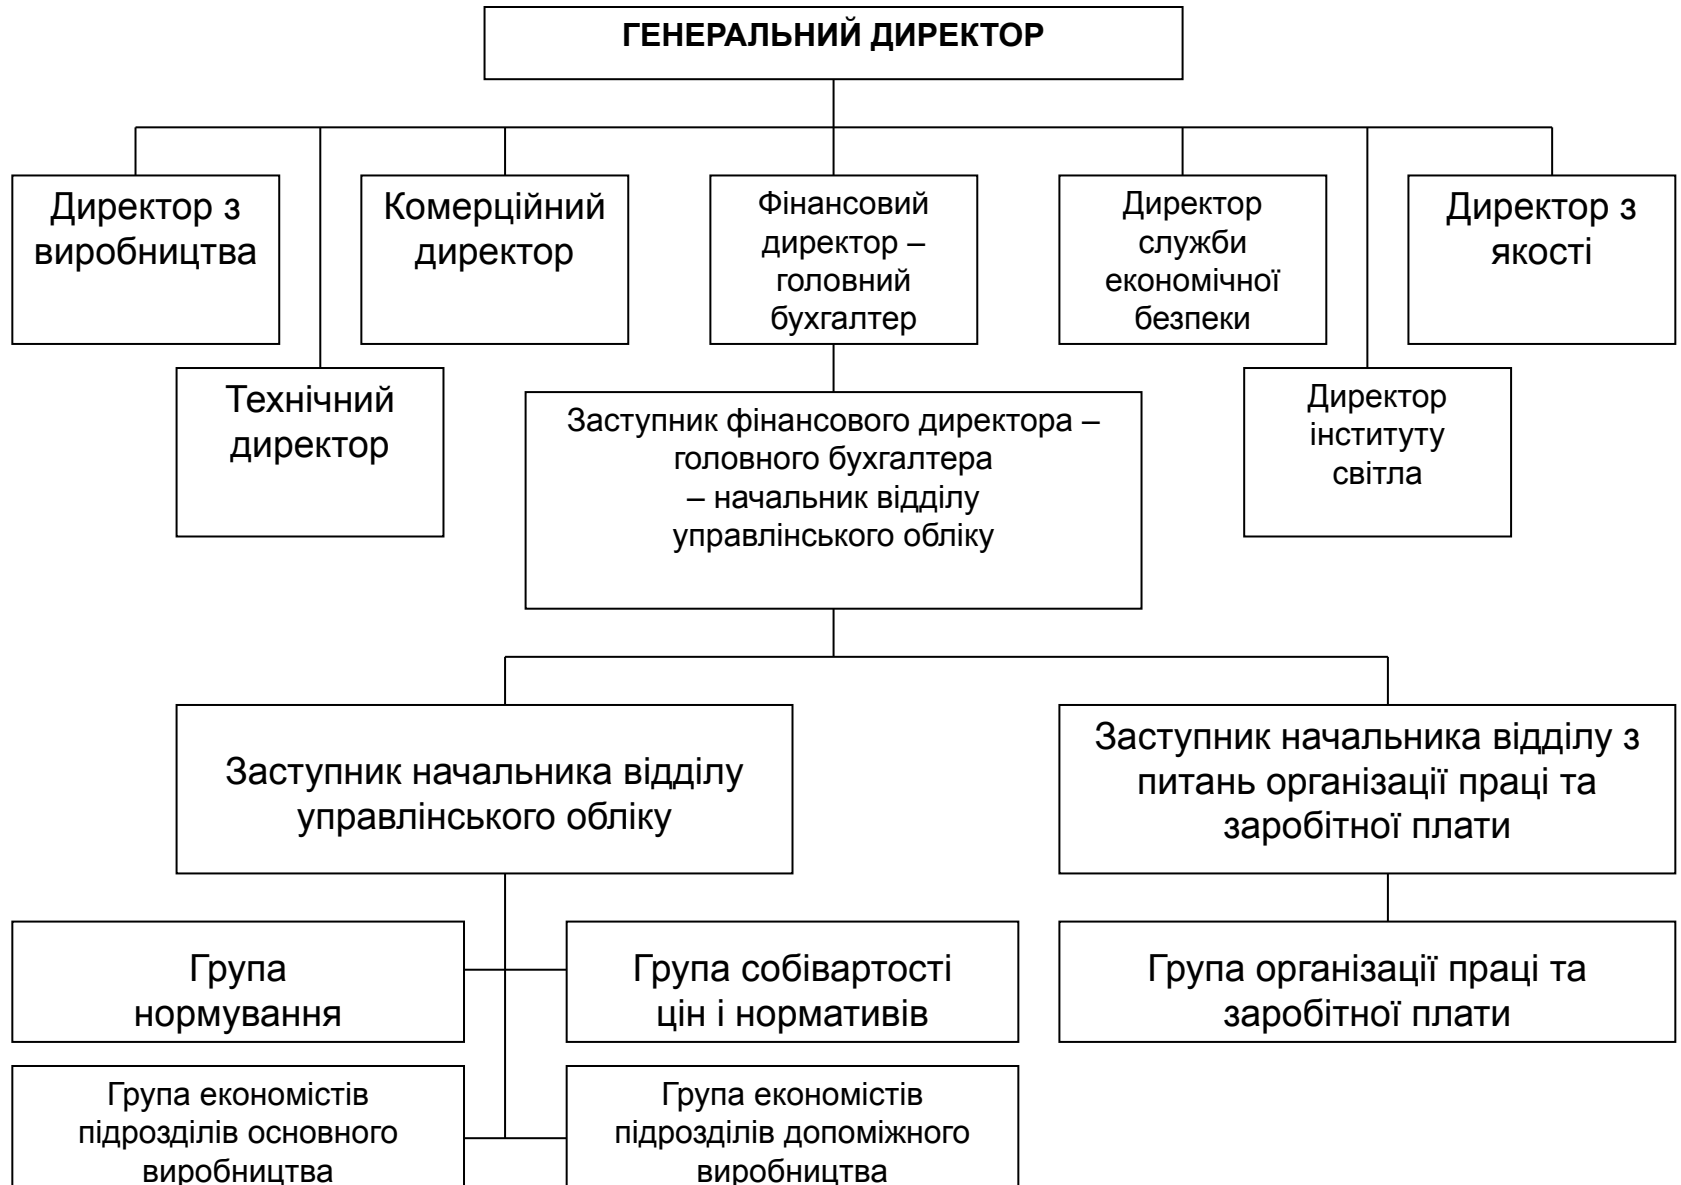 ГЕНЕРАЛЬНИЙ ДИРЕКТОР
Директор з
виробництва
Комерційний
директор
Фінансовий
директор –
головний
бухгалтер
Директор
служби
економічної
безпеки
Директор з
якості
Технічний
директор
Заступник фінансового директора –
головного бухгалтера
– начальник відділу
управлінського обліку
Директор
інституту
світла
Заступник начальника відділу
управлінського обліку
Заступник начальника відділу з
питань організації праці та
заробітної плати
Група
нормування
Група собівартості
цін і нормативів
Група організації праці та
заробітної плати
Група економістів
підрозділів основного
виробництва
Група економістів
підрозділів допоміжного
виробництва